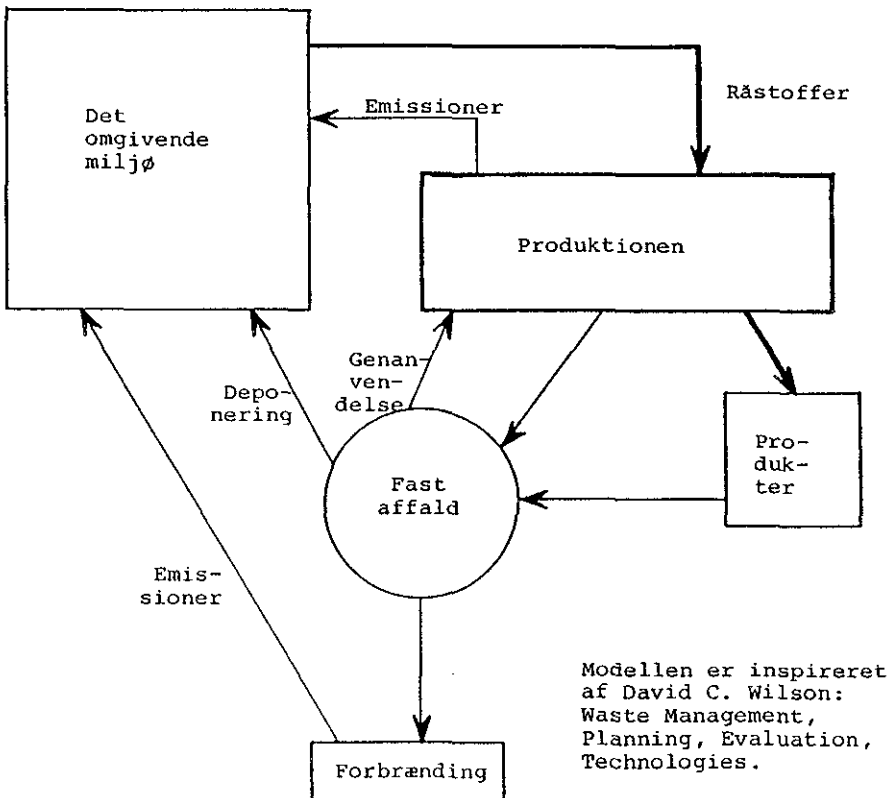 Råstoffer
Emissioner
Det
omgivende
miljø
Produktionen
Genan-
ven-
delse
Depo-
nering
Pro-
duk-
ter
Fast
affald
Emis-
sioner
Modellen er inspireret
af David C. Wilson:
Waste Management,
Planning, Evaluation,
Technologies.
Forbrænding